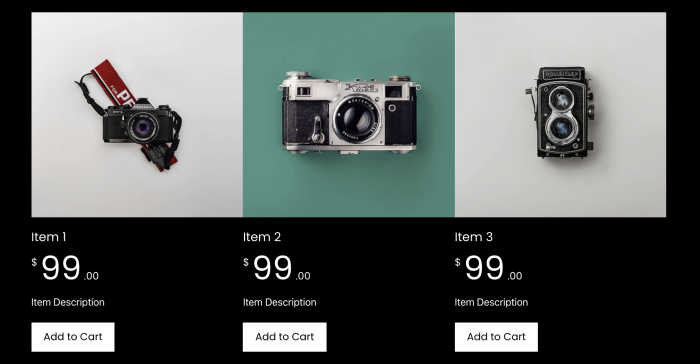 ROLLEIFLEX
Item 1
Item 2
Item 3
$99.00
$99.00
$99.00
Item Description
Item Description
Item Description
Add to Cart
Add to Cart
Add to Cart